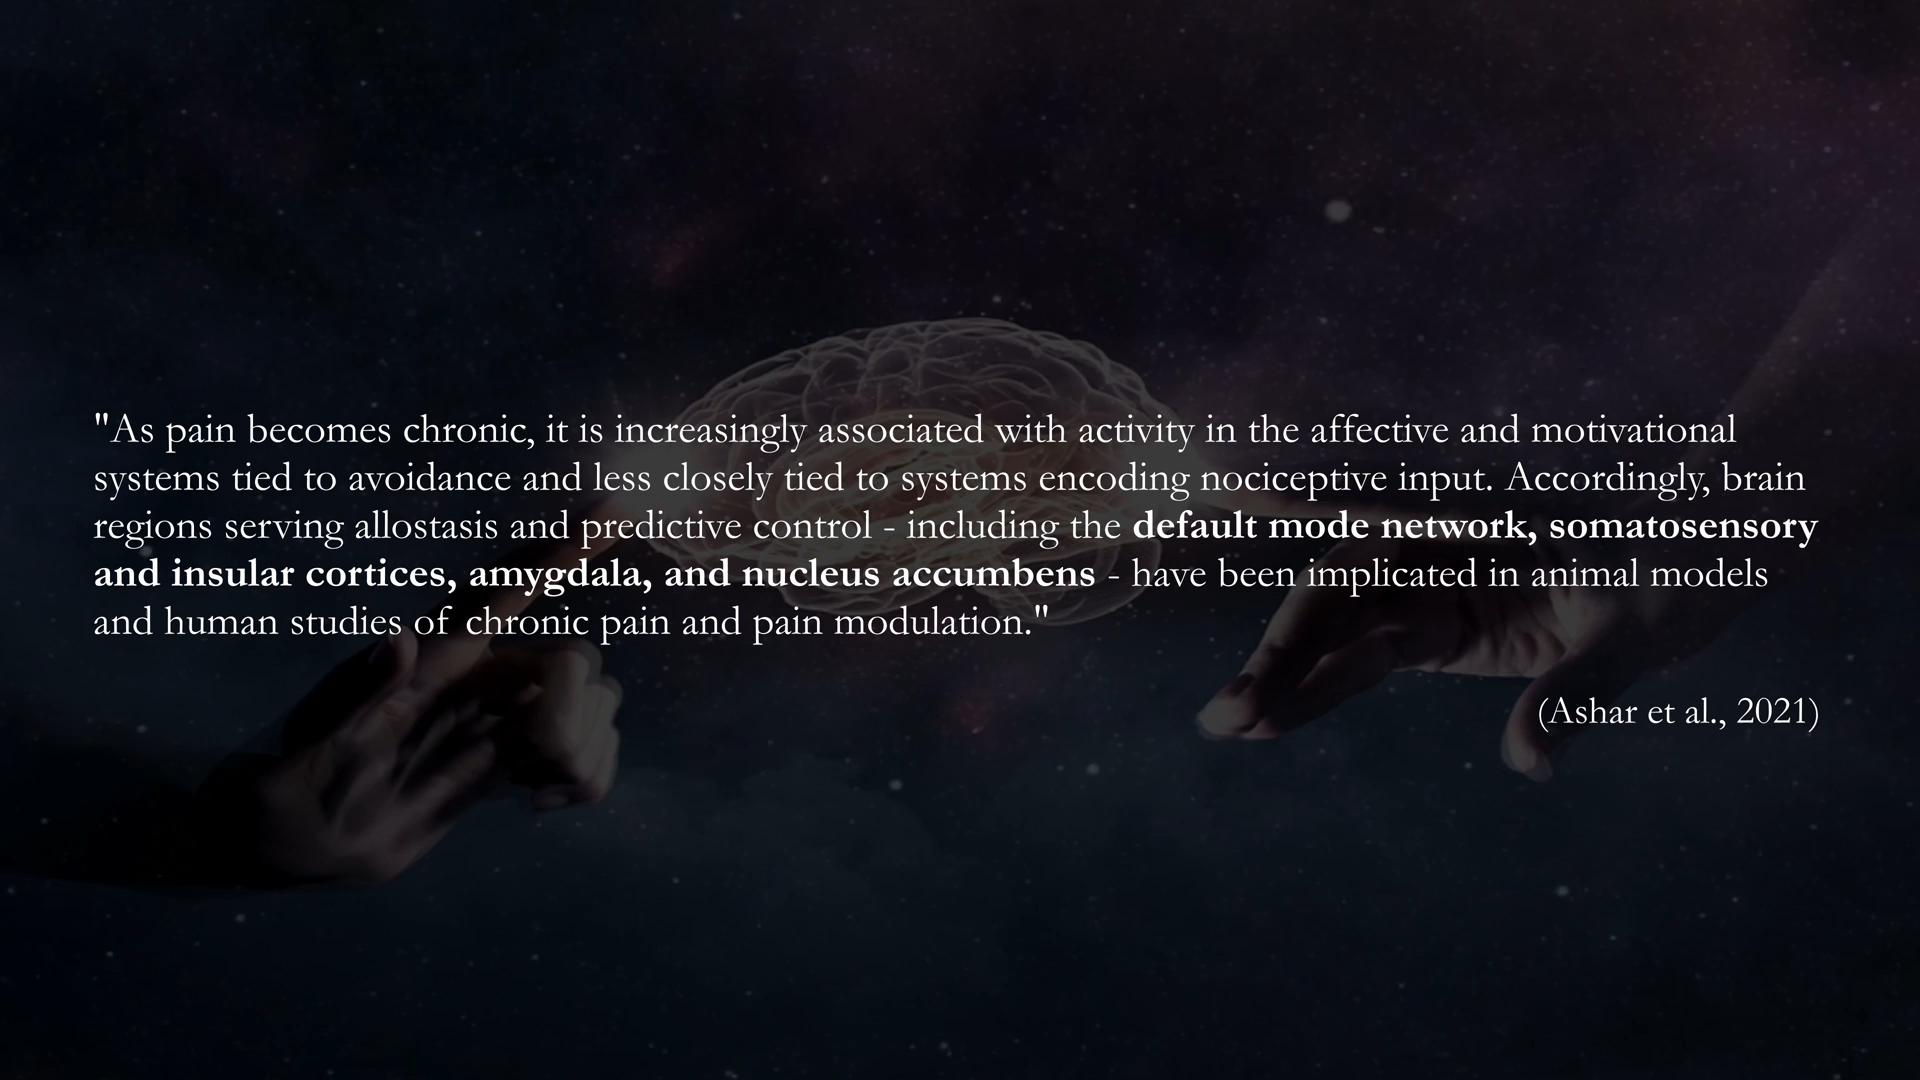 "As pain becomes chronic, it is increasingly associated with activity in the affective and motivational
systems tied to avoidance and less closely tied to systems encoding nociceptive input. Accordingly, brain
regions serving allostasis and predictive control - including the default mode network, somatosensory
and insular cortices, amygdala, and nucleus accumbens - have been implicated in animal models
and human studies of chronic pain and pain modulation."
(Ashar et al., 2021)